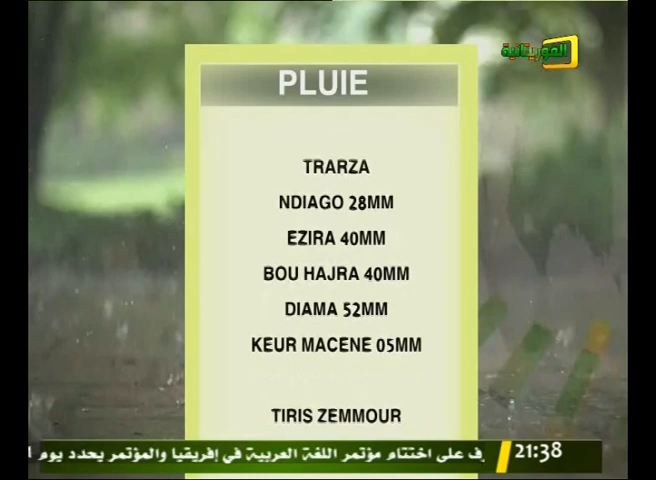 الموريتانية
PLUIE
TRARZA
NDIAGO 28MM
EZIRA 40MM
BOU HAJRA 40MM
DIAMA 52MM
KEUR MACENE 05MM
TIRIS ZEMMOUR
رف على اختتام مؤتمر اللغة العربية في إفريقيا والمؤتمر يحدد يوم ا
21:38